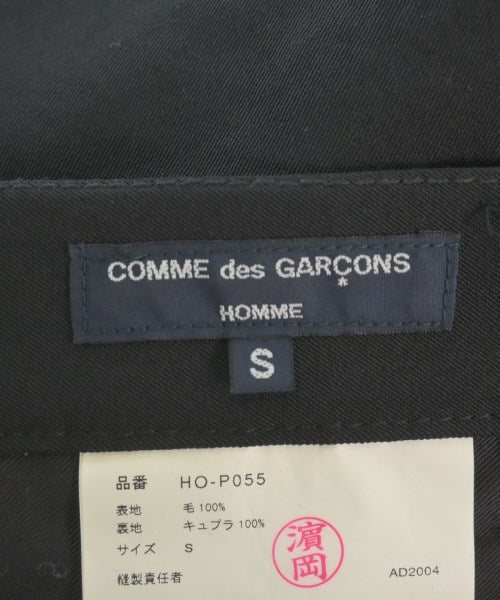 COMME des GARÇONS
HOMME
S
品番 HO-P055
表地 毛 100%
裏地 キュプラ 100%
サイズ S
濵岡
縫製責任者 AD2004